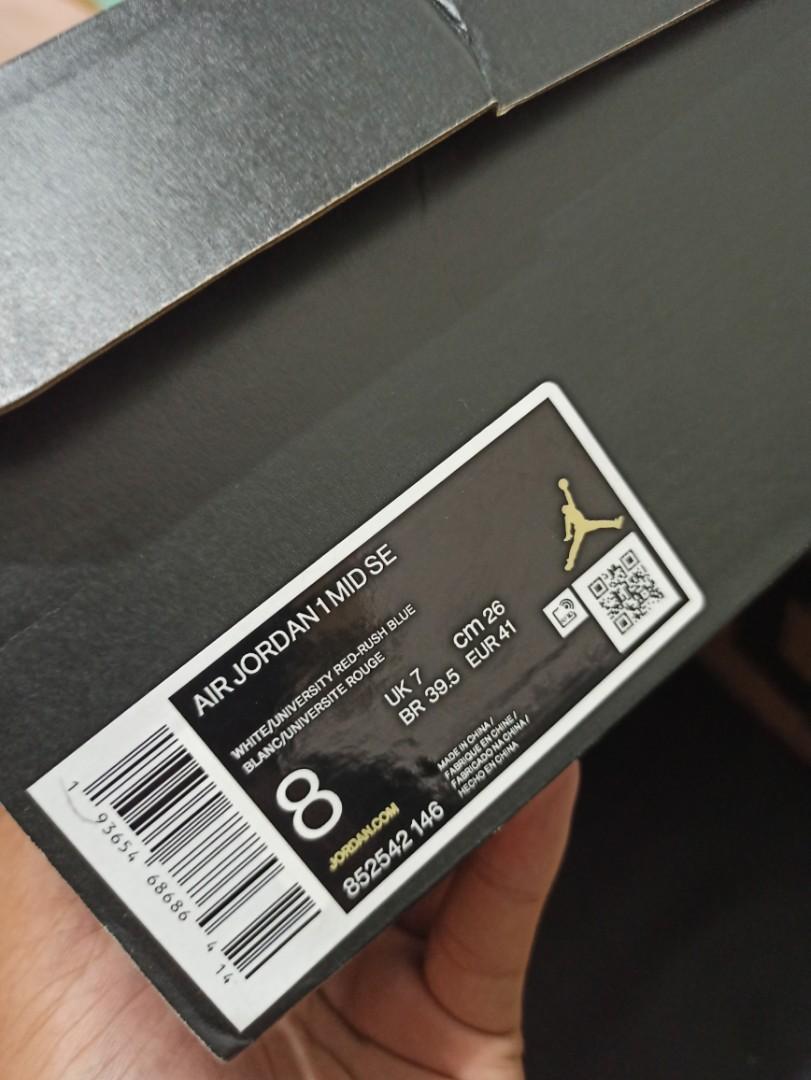 AIR JORDAN 1 MID SE
WHITE/UNIVERSITY RED-RUSH BLUE
BLANC/UNIVERSITE ROUGE
UK 7 cm 26
BR 39.5 EUR 41
8
MADE IN CHINA /
FABRIQUE EN CHINE /
FABRICADO NA CHINA /
HECHO EN CHINA
JORDAN.COM
852542 146
1 93654 68686 4 14